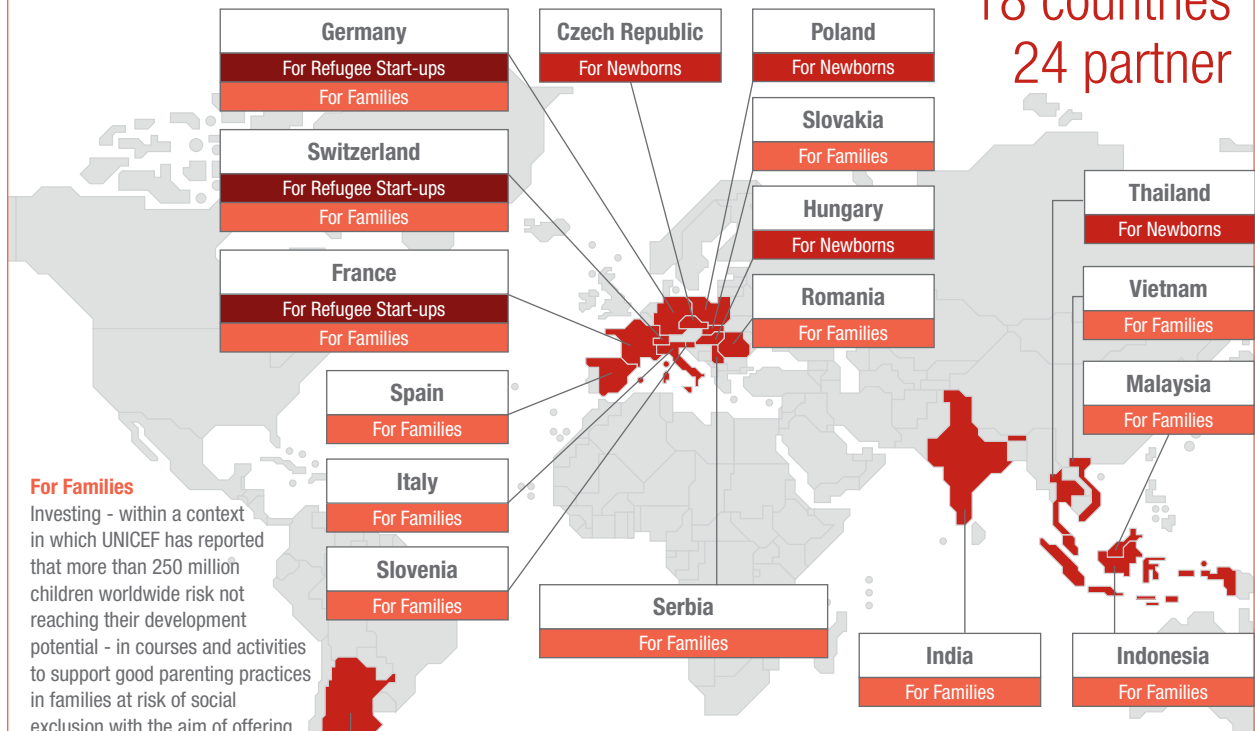 18 countries
24 partner
Germany
For Refugee Start-ups
For Families
Switzerland
For Refugee Start-ups
For Families
France
For Refugee Start-ups
For Families
Spain
For Families
Italy
For Families
Slovenia
For Families
Czech Republic
For Newborns
Poland
For Newborns
Slovakia
For Families
Hungary
For Newborns
Romania
For Families
Serbia
For Families
Thailand
For Newborns
Vietnam
For Families
Malaysia
For Families
India
For Families
Indonesia
For Families
For Families
Investing - within a context
in which UNICEF has reported
that more than 250 million
children worldwide risk not
reaching their development
potential - in courses and activities
to support good parenting practices
in families at risk of social
exclusion with the aim of offering